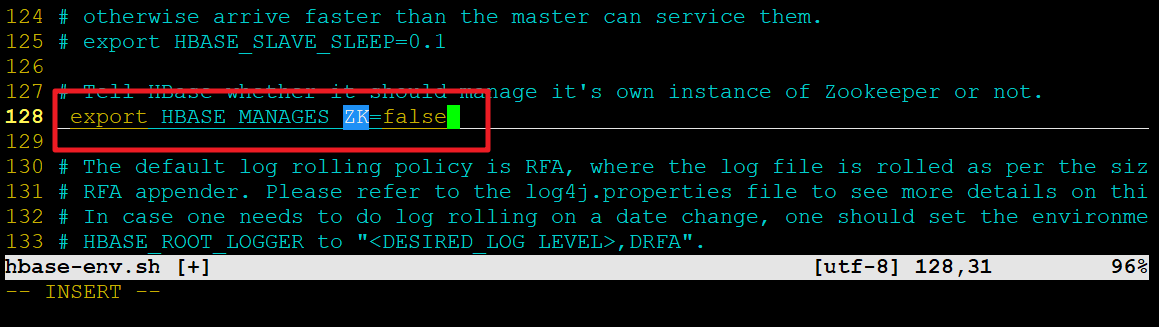 124 # otherwise arrive faster than the master can service them.
125 # export HBASE_SLAVE_SLEEP=0.1
126
127 # Tell HBase whether it should manage it's own instance of Zookeeper or not.
128  export HBASE_MANAGES_ZK=false
129
130 # The default log rolling policy is RFA, where the log file is rolled as per the siz
131 # RFA appender. Please refer to the log4j.properties file to see more details on thi
132 # In case one needs to do log rolling on a date change, one should set the environme
133 # HBASE_ROOT_LOGGER to "<DESIRED_LOG LEVEL>,DRFA".
hbase-env.sh [+] [utf-8] 128,31 96%
-- INSERT --